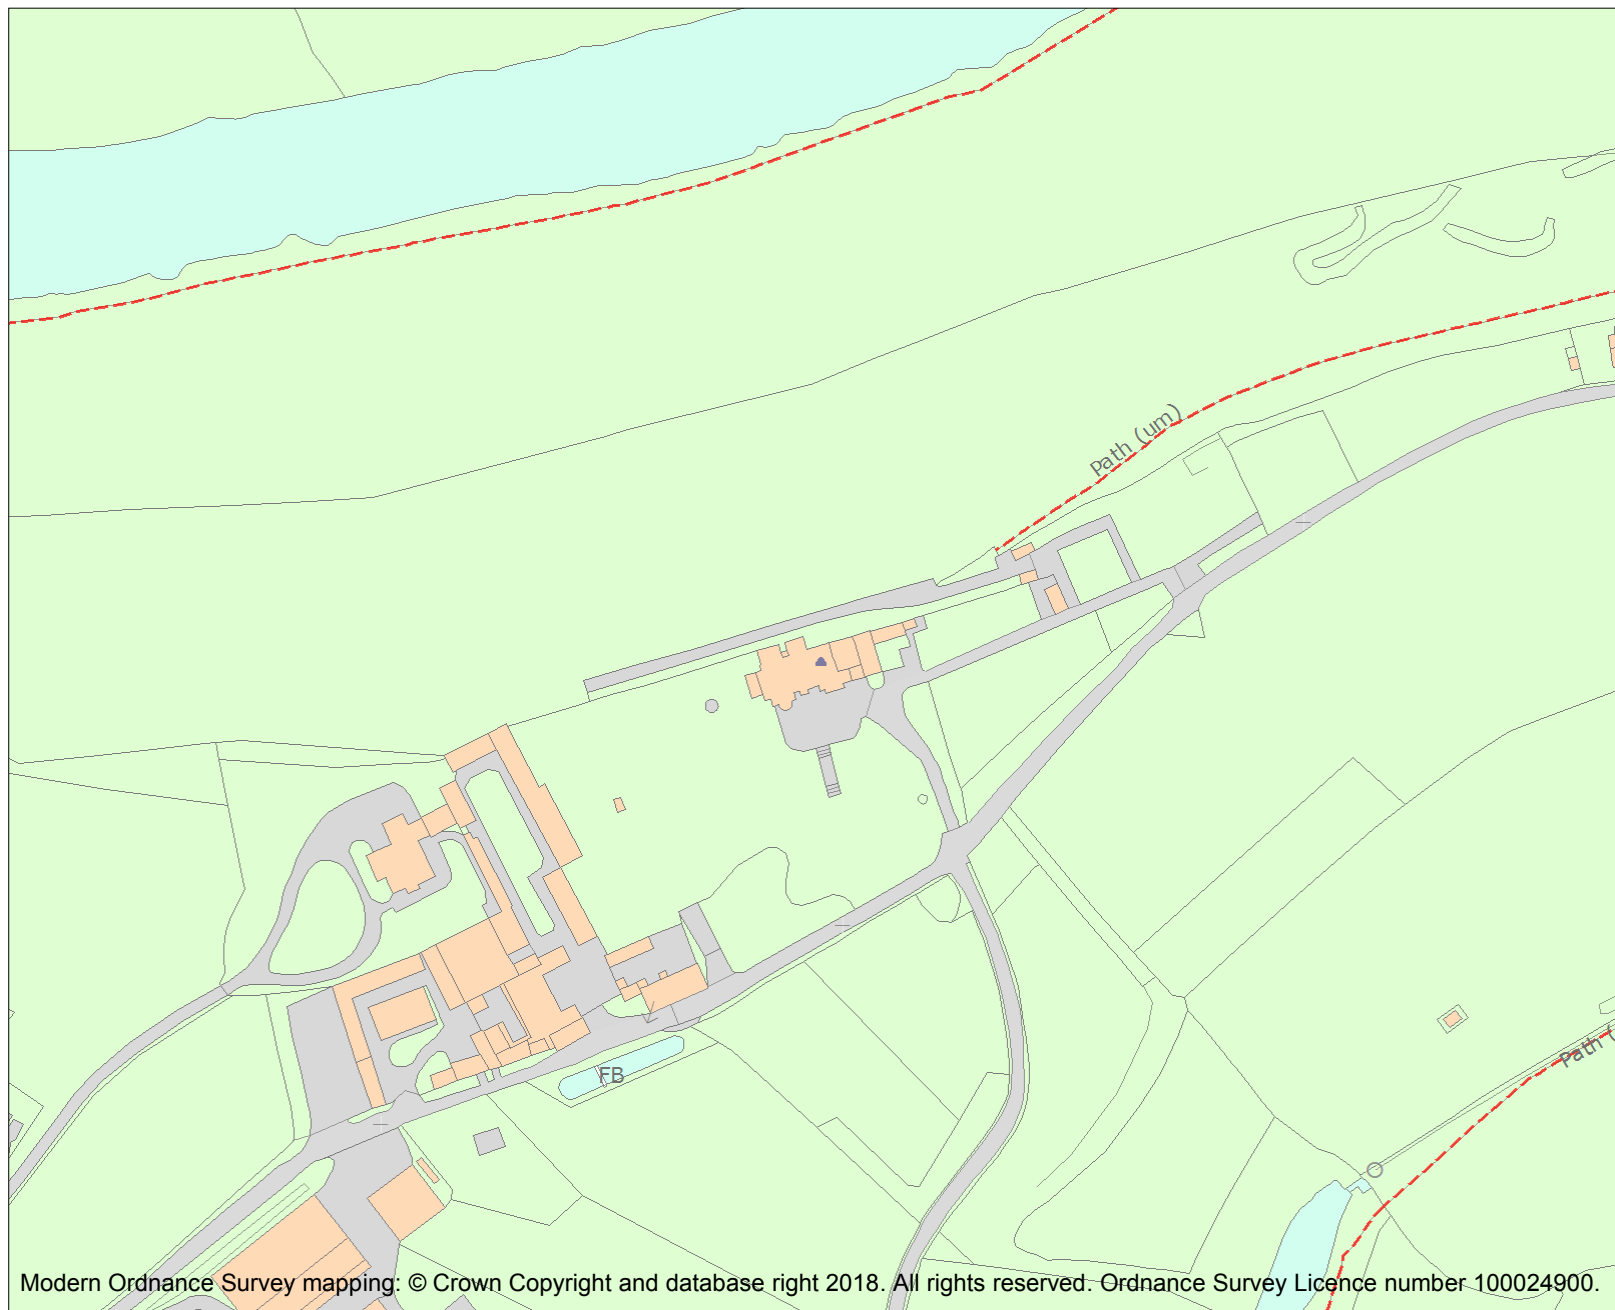 Path (um)
FB
Path (
Modern Ordnance Survey mapping: © Crown Copyright and database right 2018. All rights reserved. Ordnance Survey Licence number 100024900.